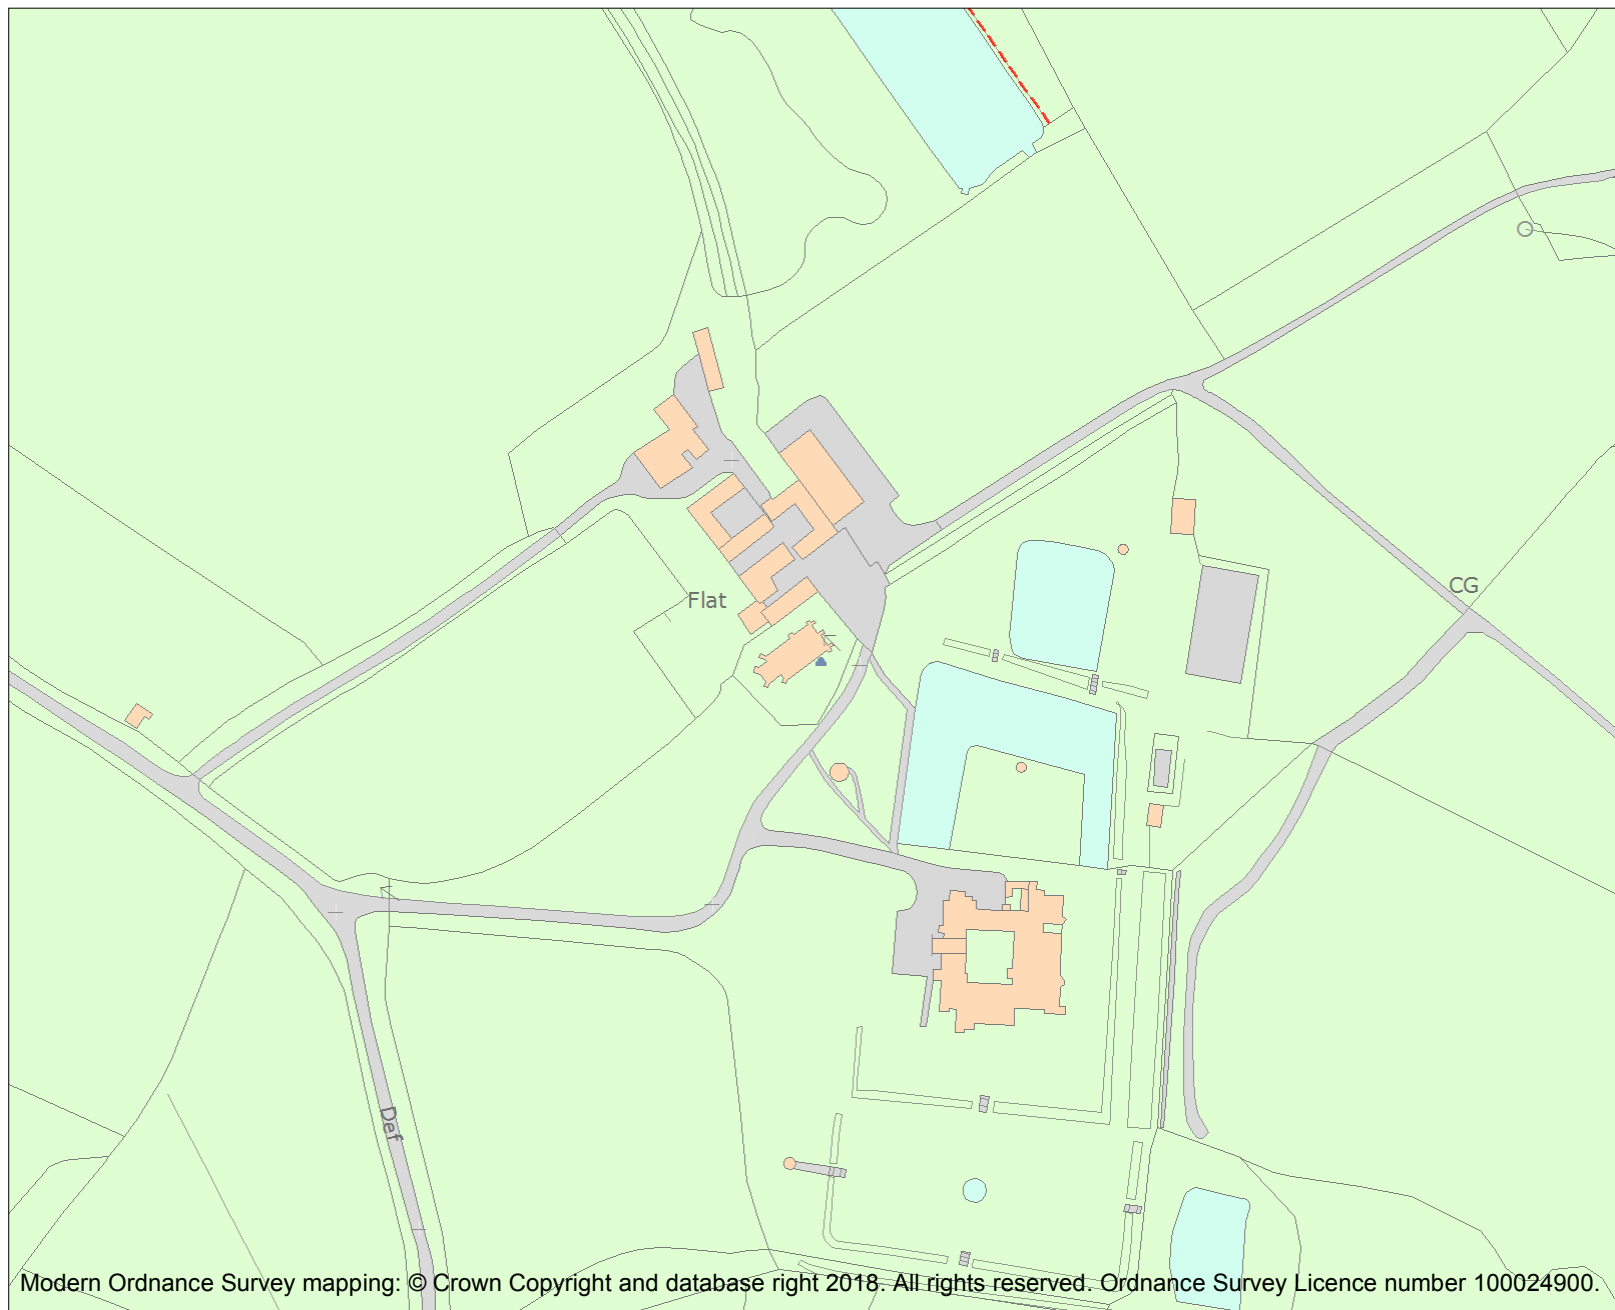 CG
Flat
Def
Modern Ordnance Survey mapping: © Crown Copyright and database right 2018. All rights reserved. Ordnance Survey Licence number 100024900.